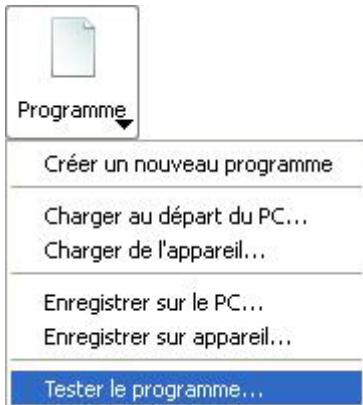 Programme
Créer un nouveau programme
Charger au départ du PC...
Charger de l'appareil...
Enregistrer sur le PC...
Enregistrer sur appareil...
Tester le programme...